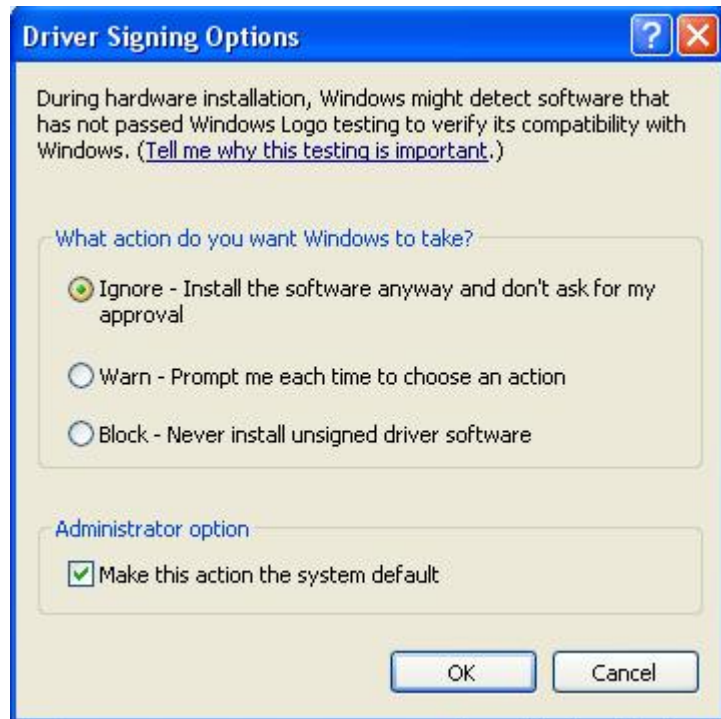 Driver Signing Options
During hardware installation, Windows might detect software that
has not passed Windows Logo testing to verify its compatibility with
Windows. (Tell me why this testing is important.)
What action do you want Windows to take?
Ignore - Install the software anyway and don't ask for my
approval
Warn - Prompt me each time to choose an action
Block - Never install unsigned driver software
Administrator option
Make this action the system default
OK Cancel